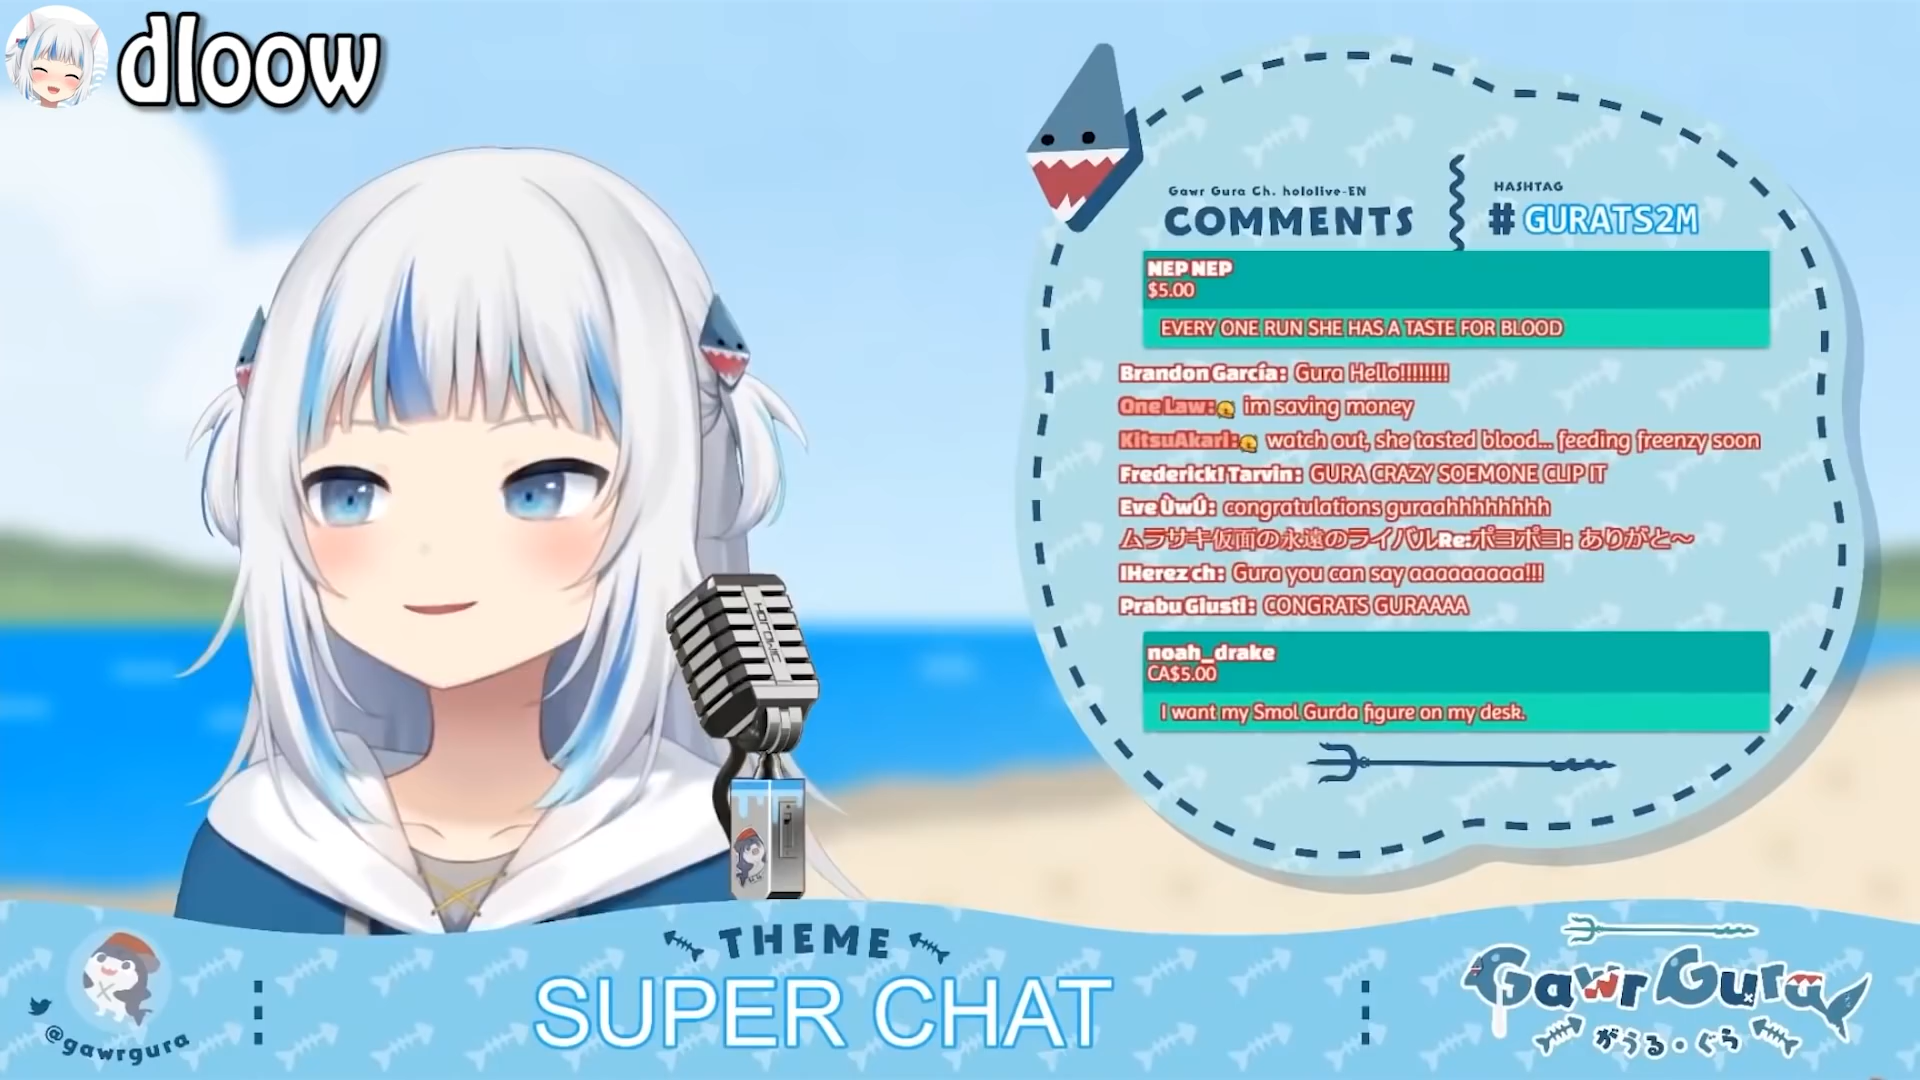 dloow
Gawr Gura Ch. hololive-EN
COMMENTS
HASHTAG
#GURATS2M
NEP NEP
$5.00
EVERY ONE RUN SHE HAS A TASTE FOR BLOOD
Brandon García: Gura Hello!!!!!!!!
One Law: im saving money
KitsuAkari: watch out, she tasted blood... feeding freenzy soon
FrederickI Tarvin: GURA CRAZY SOEMONE CLIP IT
Eve ÙwÚ: congratulations guraahhhhhhhhh
ムラサキ仮面の永遠のライバルRe:ポヨポヨ: ありがと～
IHerez ch: Gura you can say aaaaaaaaa!!!
Prabu Giusti: CONGRATS GURAAAA
noah_drake
CA$5.00
I want my Smol Gurda figure on my desk.
THEME
SUPER CHAT
@gawrgura
Gawr Gura
がうる・ぐら